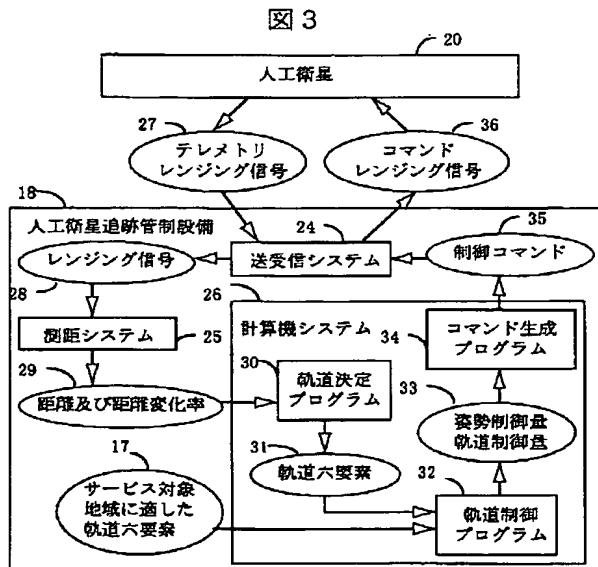 図3
20
人工衛星
27
テレメトリ
レンジング信号
36
コマンド
レンジング信号
18
人工衛星追跡管制設備
24
送受信システム
35
制御コマンド
レンジング信号
28
26
計算機システム
測距システム
25
34
コマンド生成
プログラム
29
距離及び距離変化率
30
軌道決定
プログラム
33
姿勢制御量
軌道制御量
31
軌道六要素
17
サービス対象
地域に適した
軌道六要素
32
軌道制御
プログラム